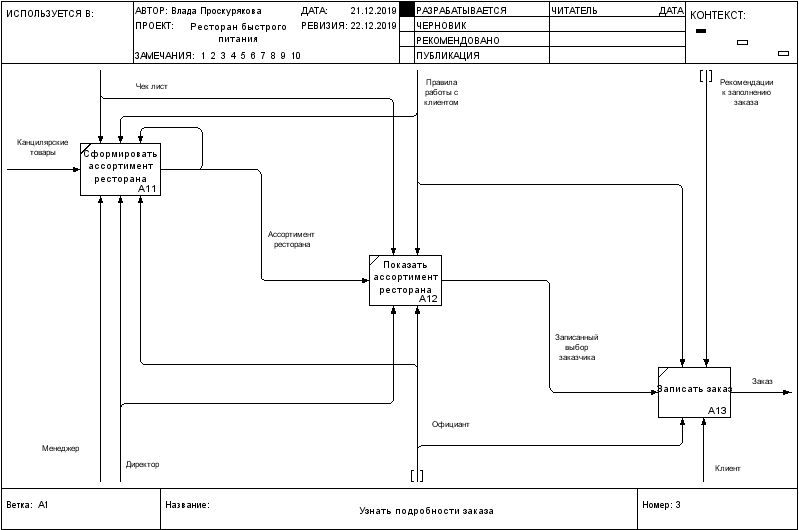 ИСПОЛЬЗУЕТСЯ В:
АВТОР: Влада Проскурякова
ДАТА: 21.12.2019
РАЗРАБАТЫВАЕТСЯ
ЧИТАТЕЛЬ
ДАТА
КОНТЕКСТ:
ПРОЕКТ: Ресторан быстрого
питания
РЕВИЗИЯ: 22.12.2019
ЧЕРНОВИК
РЕКОМЕНДОВАНО
ЗАМЕЧАНИЯ: 1 2 3 4 5 6 7 8 9 10
ПУБЛИКАЦИЯ
Чек лист
Правила
работы с
клиентом
Рекомендации
к заполнению
заказа
Канцилярские
товары
Сформировать
ассортимент
ресторана
A11
Ассортимент
ресторана
Показать
ассортимент
ресторана
A12
Записанный
выбор
заказчика
Записать заказ
A13
Заказ
Официант
Менеджер
Директор
Клиент
Ветка: A1
Название:
Узнать подробности заказа
Номер: 3